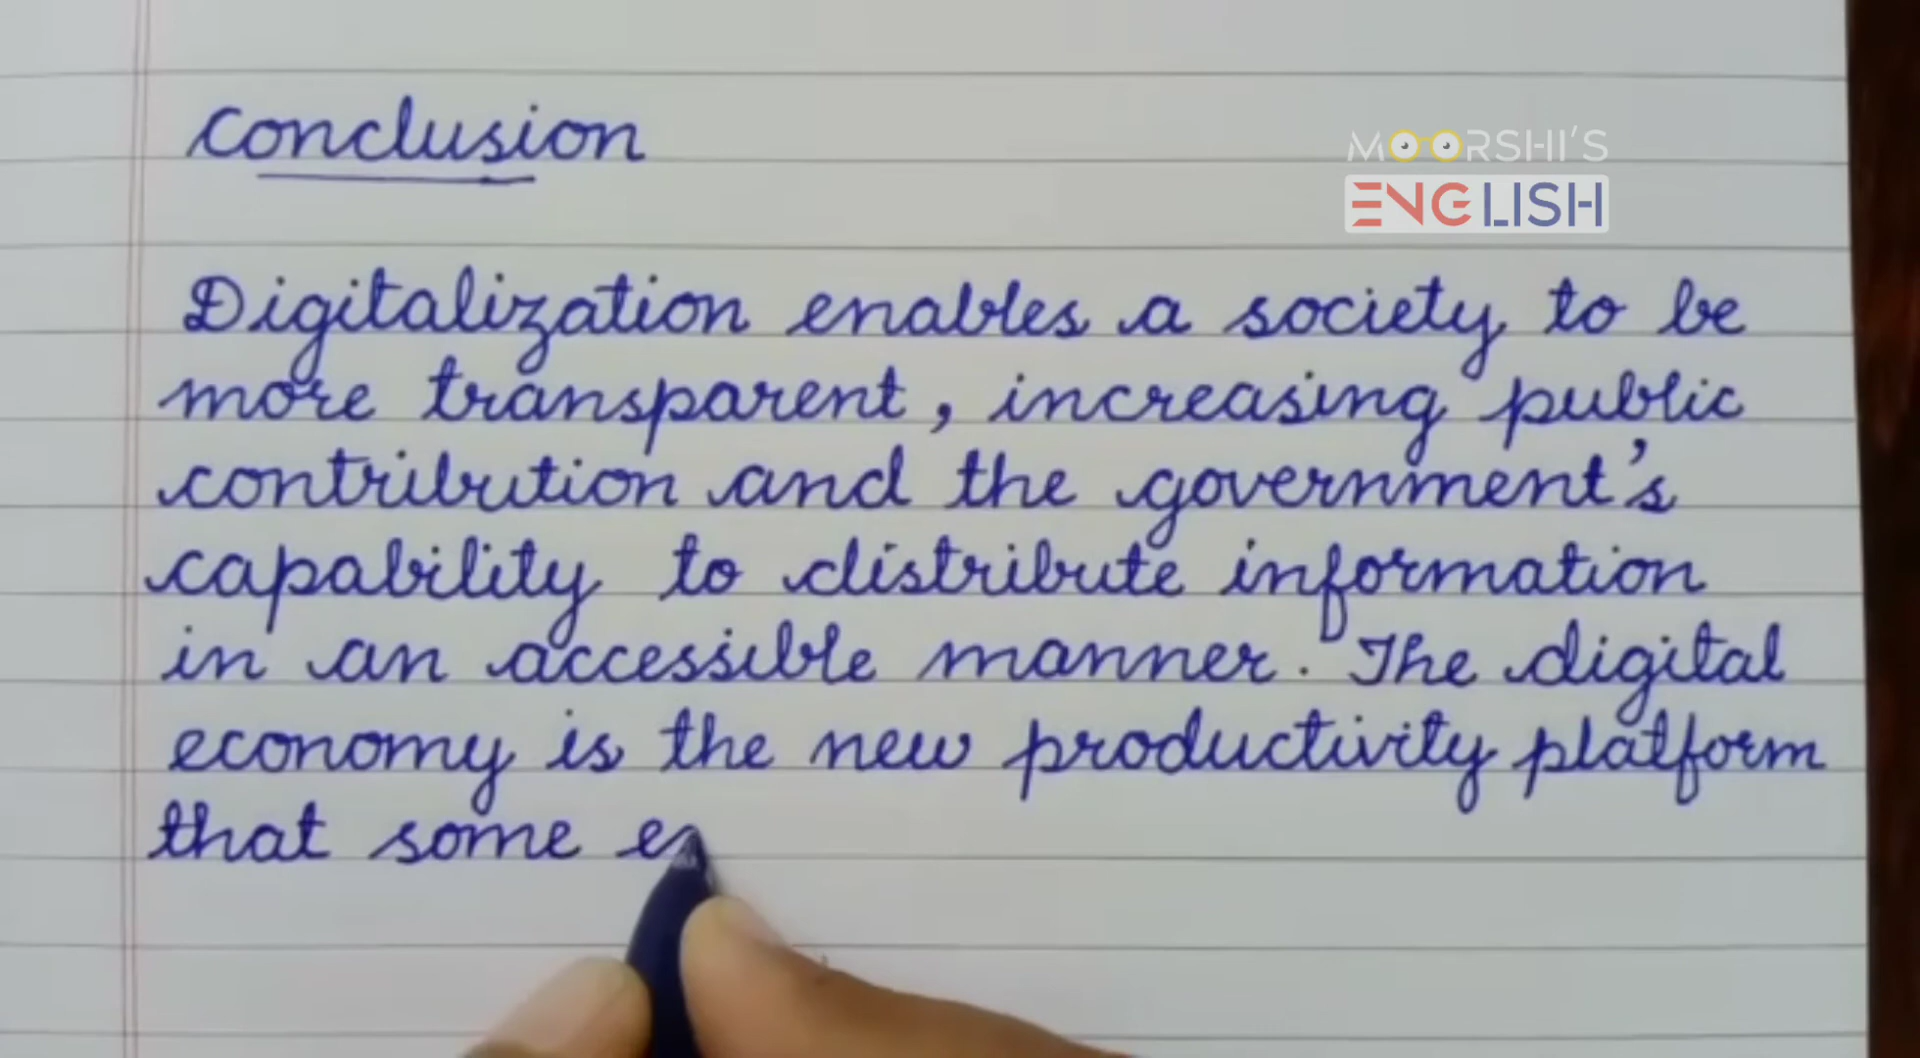 Conclusion
MOORSHI'S
ENGLISH
Digitalization enables a society to be
more transparent, increasing public
contribution and the government's
capability to distribute information
in an accessible manner. The digital
economy is the new productivity platform
that some